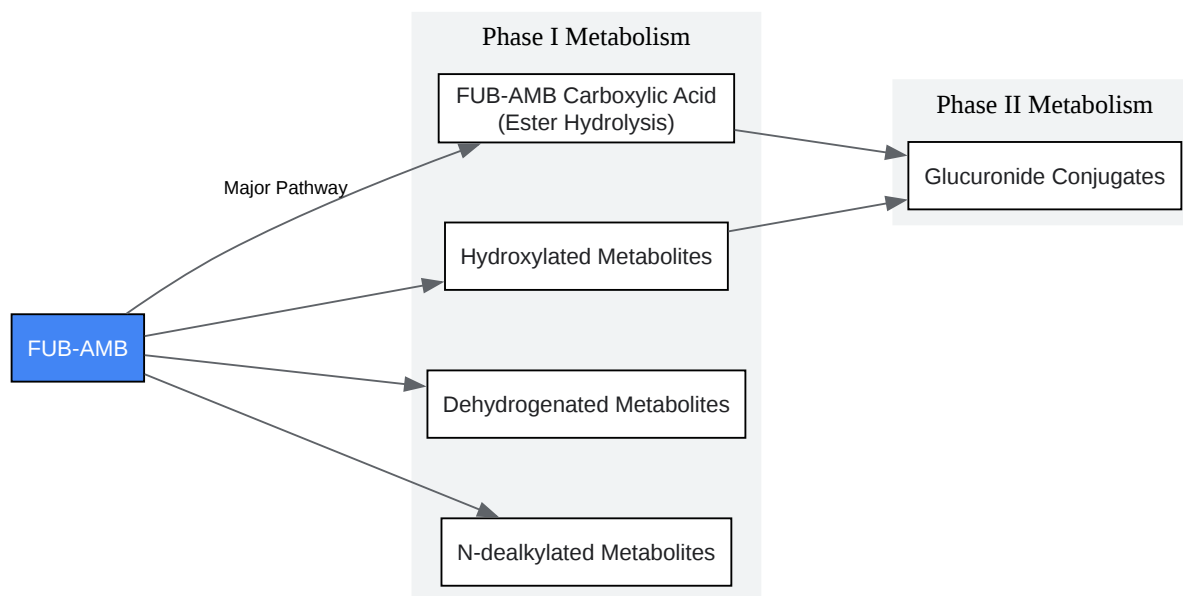 Phase I Metabolism
FUB-AMB Carboxylic Acid
(Ester Hydrolysis)
Phase II Metabolism
Glucuronide Conjugates
Major Pathway
Hydroxylated Metabolites
FUB-AMB
Dehydrogenated Metabolites
N-dealkylated Metabolites